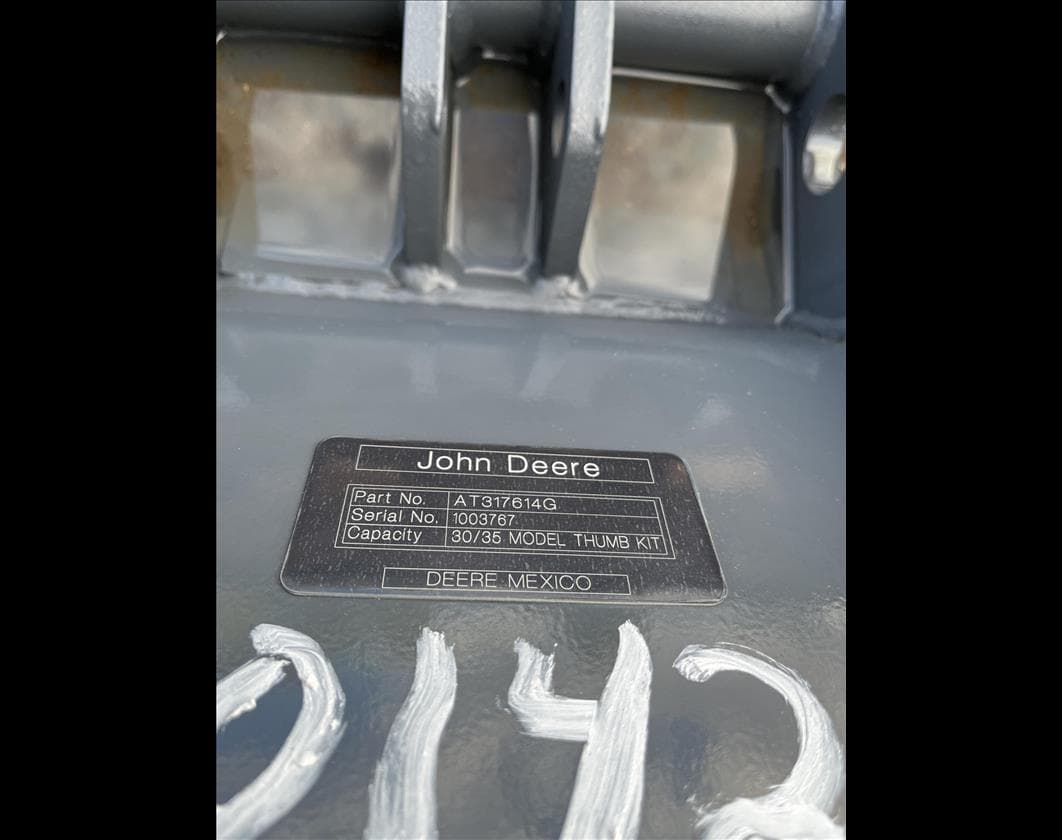 John Deere
Part No. AT317614G
Serial No. 1003767
Capacity 30/35 MODEL THUMB KIT
DEERE MEXICO